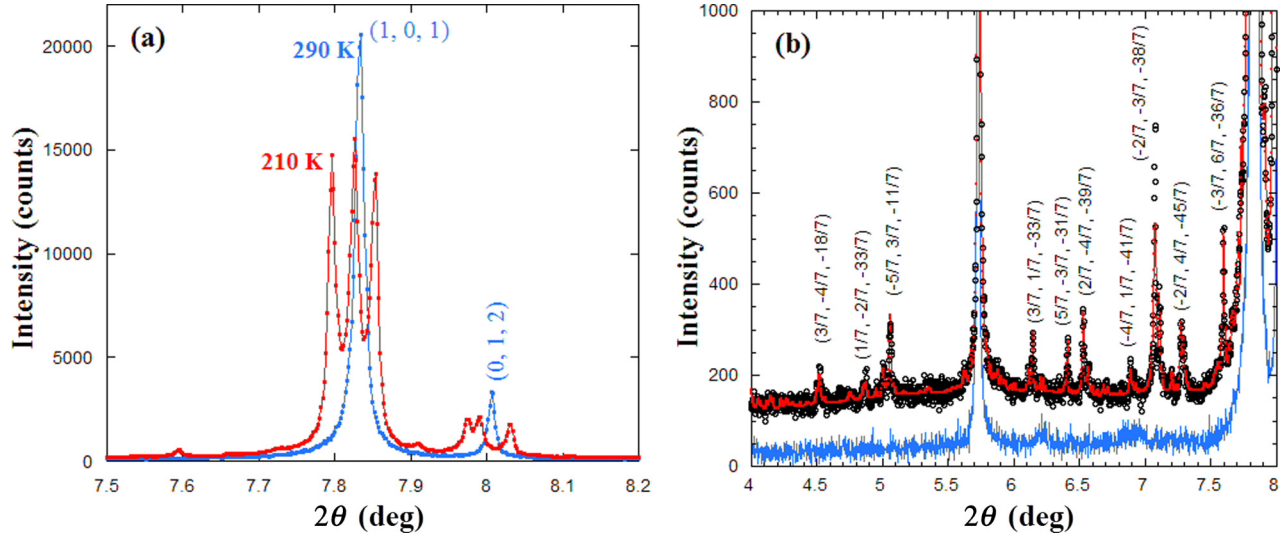 (a)
(1, 0, 1)
290 K
210 K
(0, 1, 2)
20000
15000
10000
5000
0
7.5 7.6 7.7 7.8 7.9 8 8.1 8.2
Intensity (counts)
2θ (deg)
(b)
(3/7, -4/7, -18/7)
(1/7, -2/7, -33/7)
(-5/7, 3/7, -11/7)
(3/7, 1/7, -33/7)
(5/7, -3/7, -31/7)
(2/7, -4/7, -39/7)
(-4/7, 1/7, -41/7)
(-2/7, -3/7, -38/7)
(-2/7, 4/7, -45/7)
(-3/7, 6/7, -36/7)
1000
800
600
400
200
0
4 4.5 5 5.5 6 6.5 7 7.5 8
Intensity (counts)
2θ (deg)